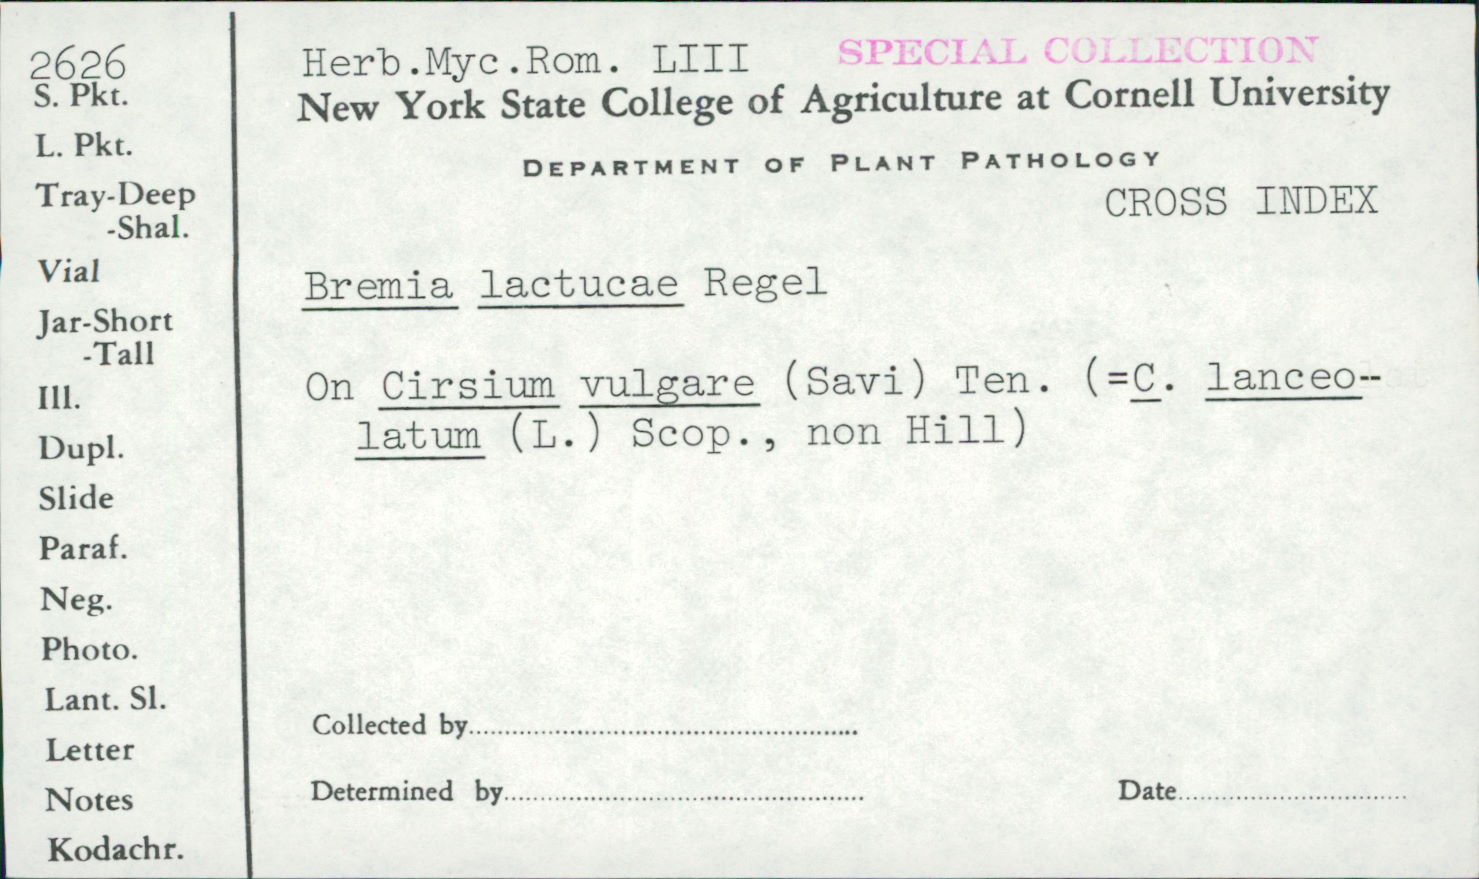 2626
S. Pkt.
L. Pkt.
Tray-Deep
-Shal.
Vial
Jar-Short
-Tall
Ill.
Dupl.
Slide
Paraf.
Neg.
Photo.
Lant. Sl.
Letter
Notes
Kodachr.
Herb.Myc.Rom. LIII
SPECIAL COLLECTION
New York State College of Agriculture at Cornell University
DEPARTMENT OF PLANT PATHOLOGY
CROSS INDEX
Bremia lactucae Regel
On Cirsium vulgare (Savi) Ten. (=C. lanceo-
latum (L.) Scop., non Hill)
Collected by
Determined by
Date